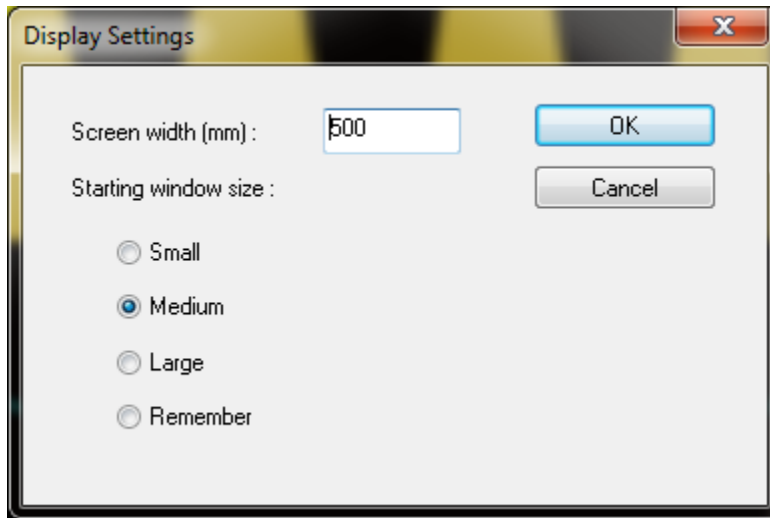 Display Settings
Screen width (mm) : 500 OK
Starting window size : Cancel
Small
Medium
Large
Remember